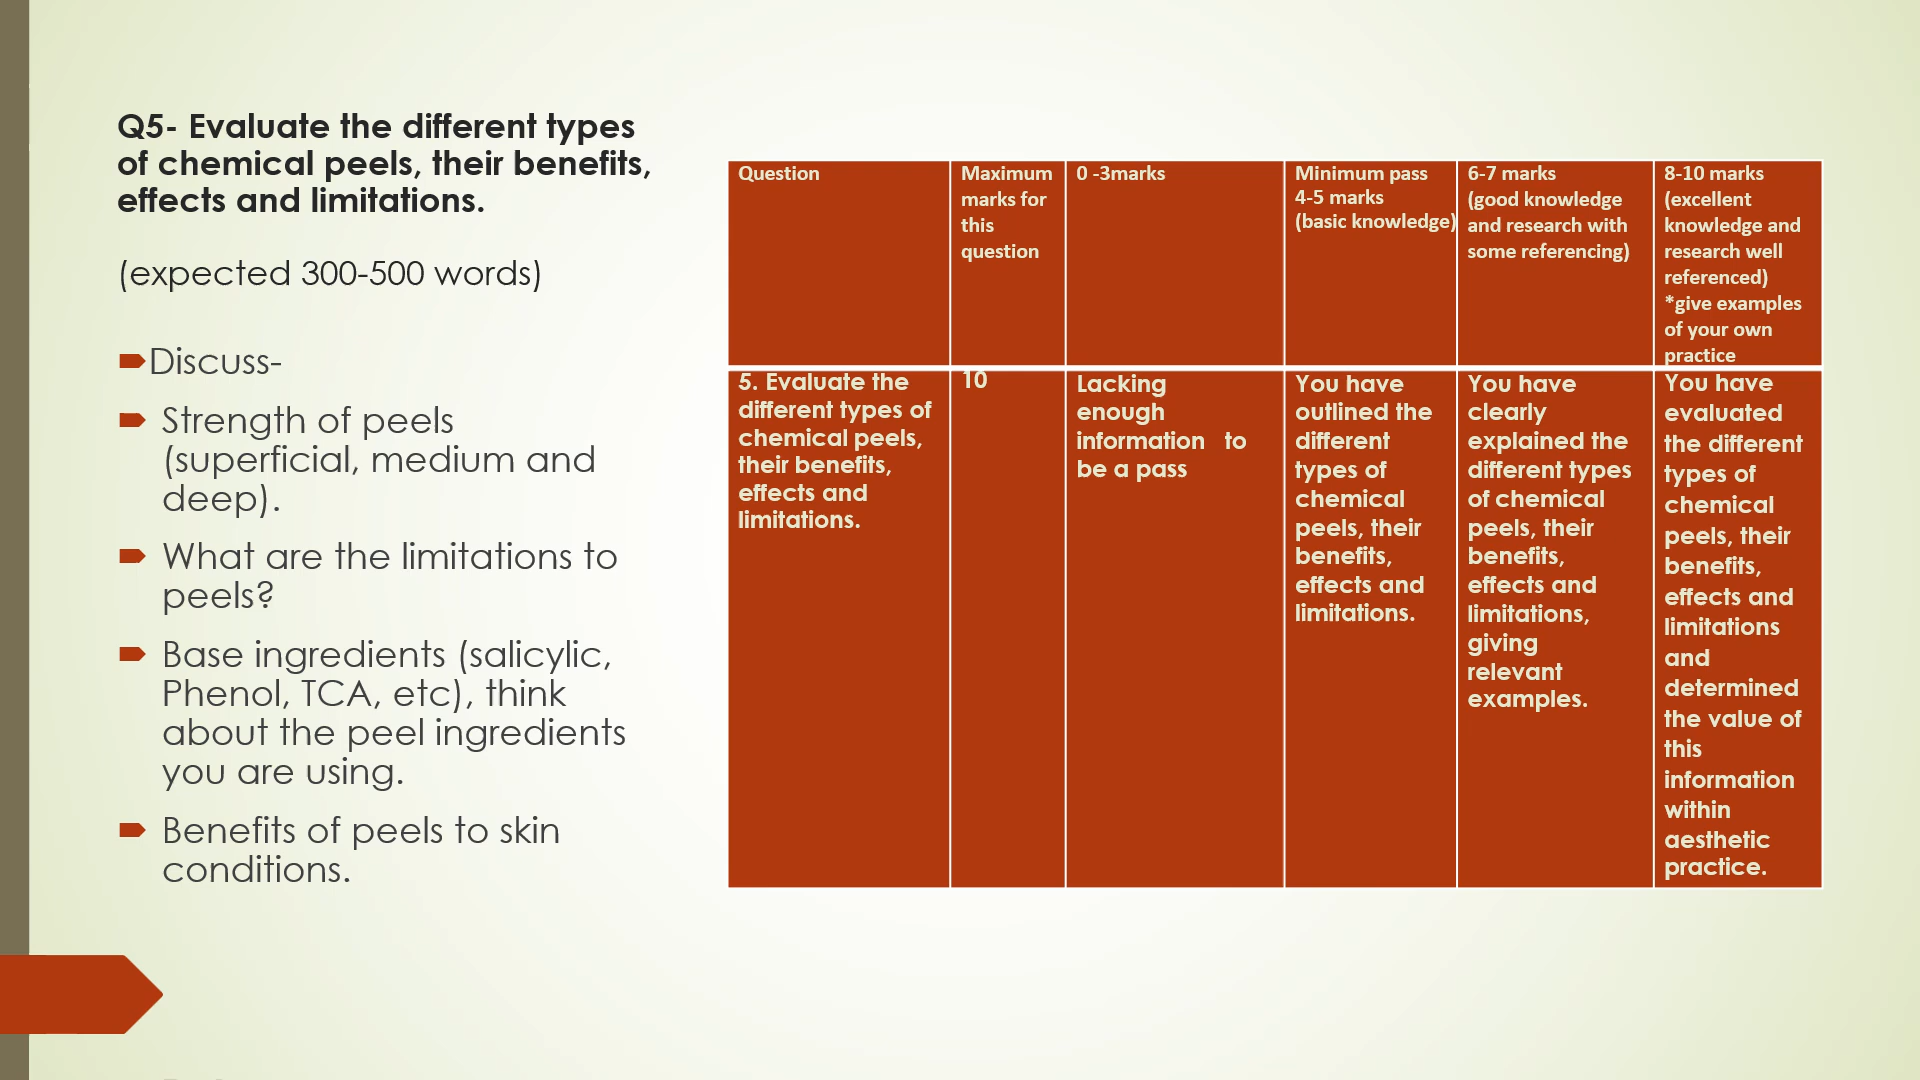 Q5- Evaluate the different types
of chemical peels, their benefits,
effects and limitations.
(expected 300-500 words)
Discuss-
Strength of peels
(superficial, medium and
deep).
What are the limitations to
peels?
Base ingredients (salicylic,
Phenol, TCA, etc), think
about the peel ingredients
you are using.
Benefits of peels to skin
conditions.
Question
Maximum
marks for
this
question
0 -3marks
Minimum pass
4-5 marks
(basic knowledge)
6-7 marks
(good knowledge
and research with
some referencing)
8-10 marks
(excellent
knowledge and
research well
referenced)
*give examples
of your own
practice
5. Evaluate the
different types of
chemical peels,
their benefits,
effects and
limitations.
10
Lacking
enough
information to
be a pass
You have
outlined the
different
types of
chemical
peels, their
benefits,
effects and
limitations.
You have
clearly
explained the
different types
of chemical
peels, their
benefits,
effects and
limitations,
giving
relevant
examples.
You have
evaluated
the different
types of
chemical
peels, their
benefits,
effects and
limitations
and
determined
the value of
this
information
within
aesthetic
practice.